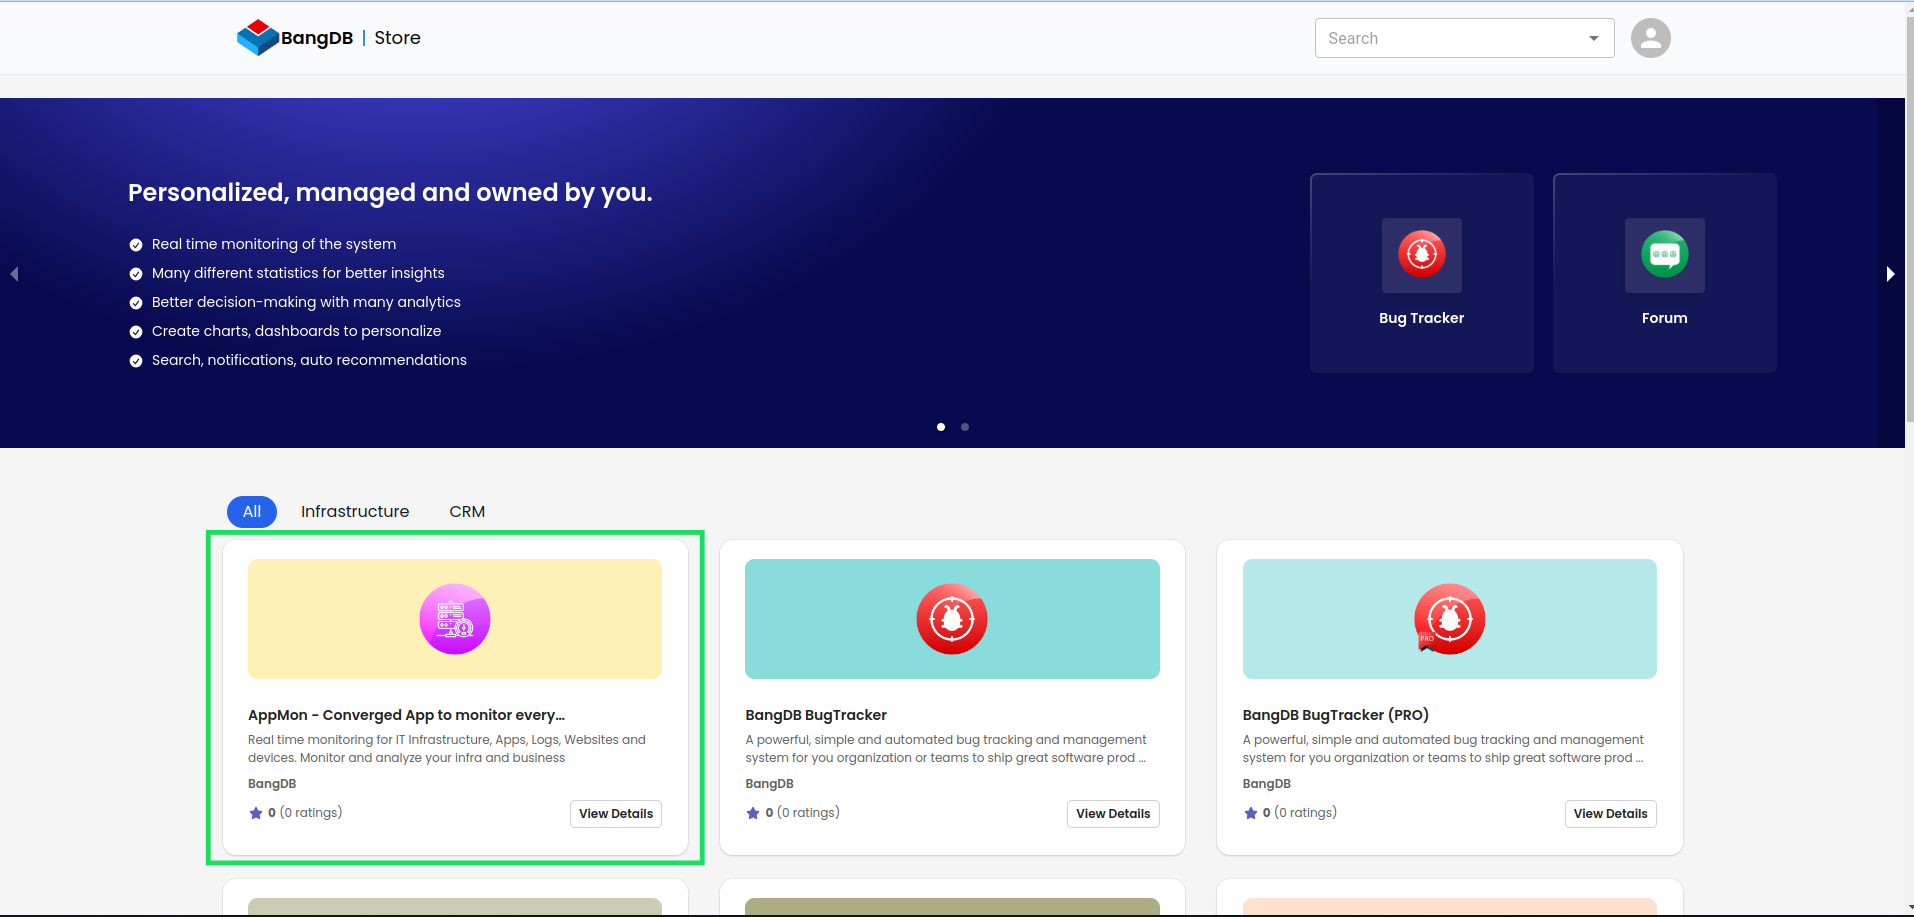 BangDB | Store
Search
Personalized, managed and owned by you.
Real time monitoring of the system
Many different statistics for better insights
Better decision-making with many analytics
Create charts, dashboards to personalize
Search, notifications, auto recommendations
Bug Tracker
Forum
All
Infrastructure
CRM
AppMon - Converged App to monitor every...
Real time monitoring for IT Infrastructure, Apps, Logs, Websites and
devices. Monitor and analyze your infra and business
BangDB
0 (0 ratings)
View Details
BangDB BugTracker
A powerful, simple and automated bug tracking and management
system for you organization or teams to ship great software prod ...
BangDB
0 (0 ratings)
View Details
PRO
BangDB BugTracker (PRO)
A powerful, simple and automated bug tracking and management
system for you organization or teams to ship great software prod ...
BangDB
0 (0 ratings)
View Details